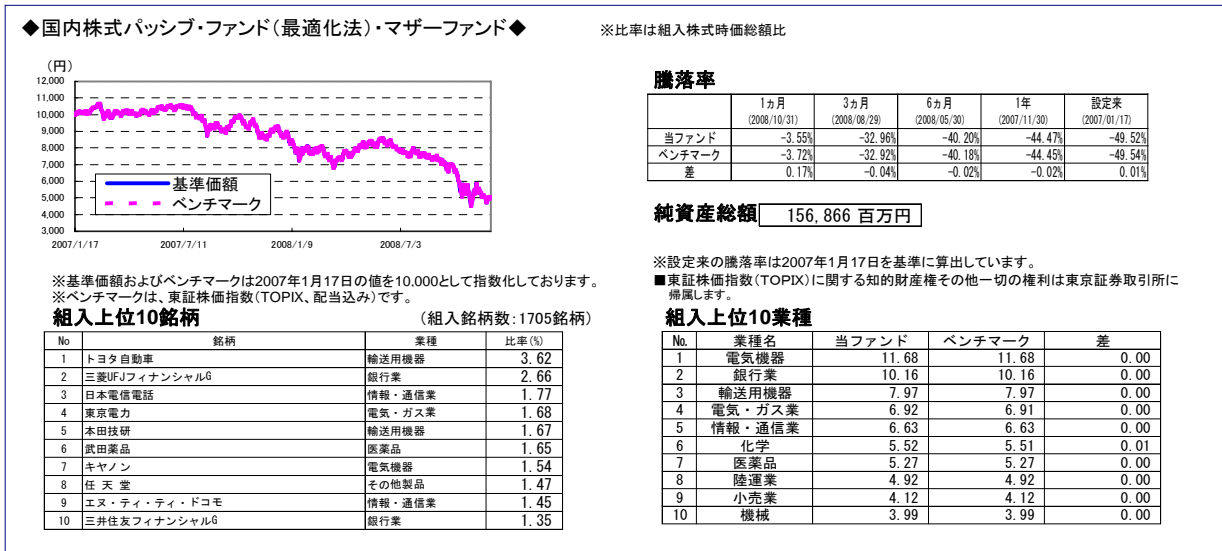 ◆国内株式パッシブ・ファンド(最適化法)・マザーファンド◆
※比率は組入株式時価総額比
(円)
12,000
11,000
10,000
9,000
8,000
7,000
6,000
5,000
4,000
3,000
基準価額
ベンチマーク
2007/1/17 2007/7/11 2008/1/9 2008/7/3
※基準価額およびベンチマークは2007年1月17日の値を10,000として指数化しております。
※ベンチマークは、東証株価指数(TOPIX、配当込み)です。
騰落率
1ヵ月 3ヵ月 6ヵ月 1年 設定来
(2008/10/31) (2008/08/29) (2008/05/30) (2007/11/30) (2007/01/17)
当ファンド -3.55% -32.96% -40.20% -44.47% -49.52%
ベンチマーク -3.72% -32.92% -40.18% -44.45% -49.54%
差 0.17% -0.04% -0.02% -0.02% 0.01%
純資産総額 156,866 百万円
※設定来の騰落率は2007年1月17日を基準に算出しています。
■東証株価指数(TOPIX)に関する知的財産権その他一切の権利は東京証券取引所に
帰属します。
組入上位10銘柄 (組入銘柄数:1705銘柄)
No 銘柄 業種 比率(%)
1 トヨタ自動車 輸送用機器 3.62
2 三菱UFJフィナンシャルG 銀行業 2.66
3 日本電信電話 情報・通信業 1.77
4 東京電力 電気・ガス業 1.68
5 本田技研 輸送用機器 1.67
6 武田薬品 医薬品 1.65
7 キヤノン 電気機器 1.54
8 任 天 堂 その他製品 1.47
9 エヌ・ティ・ティ・ドコモ 情報・通信業 1.45
10 三井住友フィナンシャルG 銀行業 1.35
組入上位10業種
No. 業種名 当ファンド ベンチマーク 差
1 電気機器 11.68 11.68 0.00
2 銀行業 10.16 10.16 0.00
3 輸送用機器 7.97 7.97 0.00
4 電気・ガス業 6.92 6.91 0.00
5 情報・通信業 6.63 6.63 0.00
6 化学 5.52 5.51 0.01
7 医薬品 5.27 5.27 0.00
8 陸運業 4.92 4.92 0.00
9 小売業 4.12 4.12 0.00
10 機械 3.99 3.99 0.00